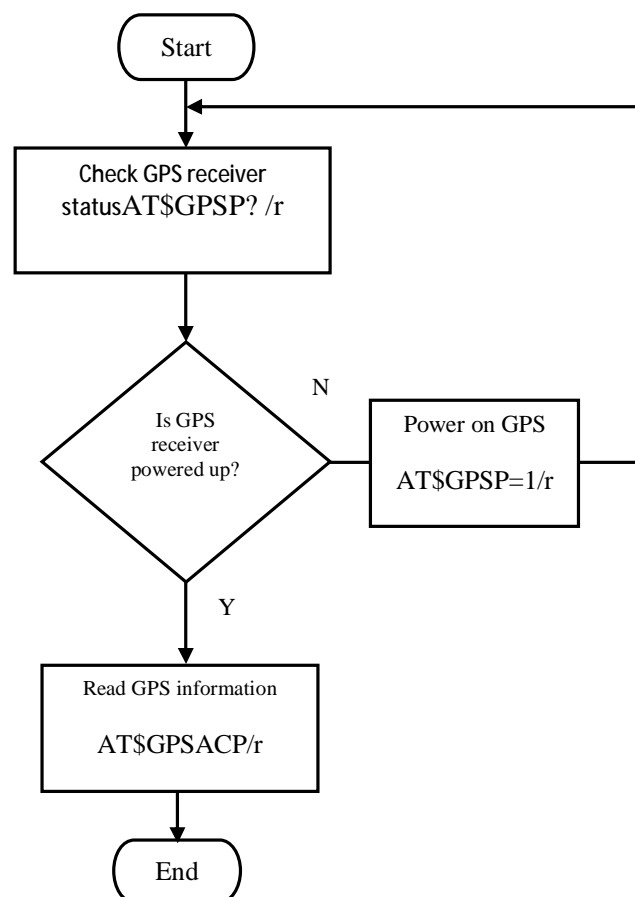 Start
Check GPS receiver
statusAT$GPSP? /r
Is GPS
receiver
powered up?
N
Power on GPS
AT$GPSP=1/r
Y
Read GPS information
AT$GPSACP/r
End